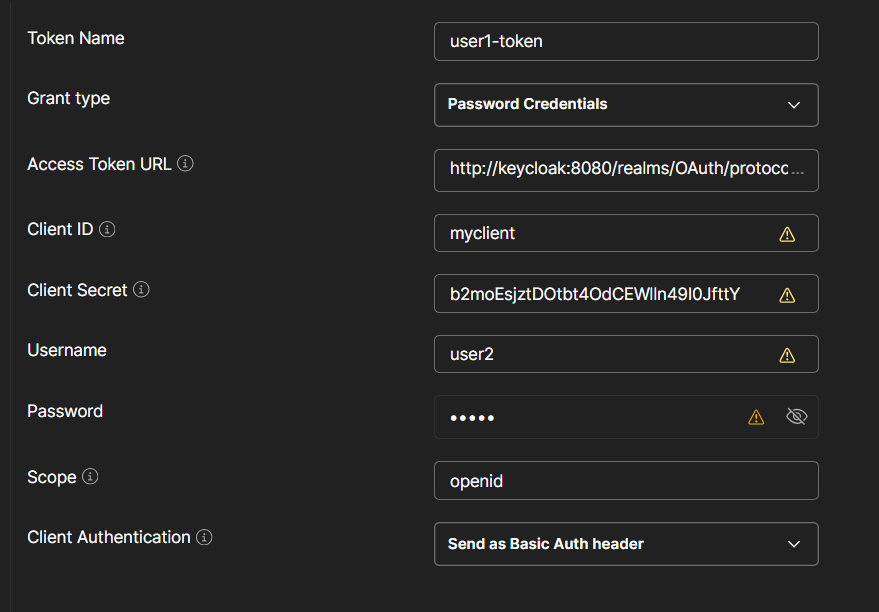 Token Name
user1-token
Grant type
Password Credentials
Access Token URL
http://keycloak:8080/realms/OAuth/protocc...
Client ID
myclient
Client Secret
b2moEsjztDOtbt4OdCEWlln49I0JfttY
Username
user2
Password
•••••
Scope
openid
Client Authentication
Send as Basic Auth header